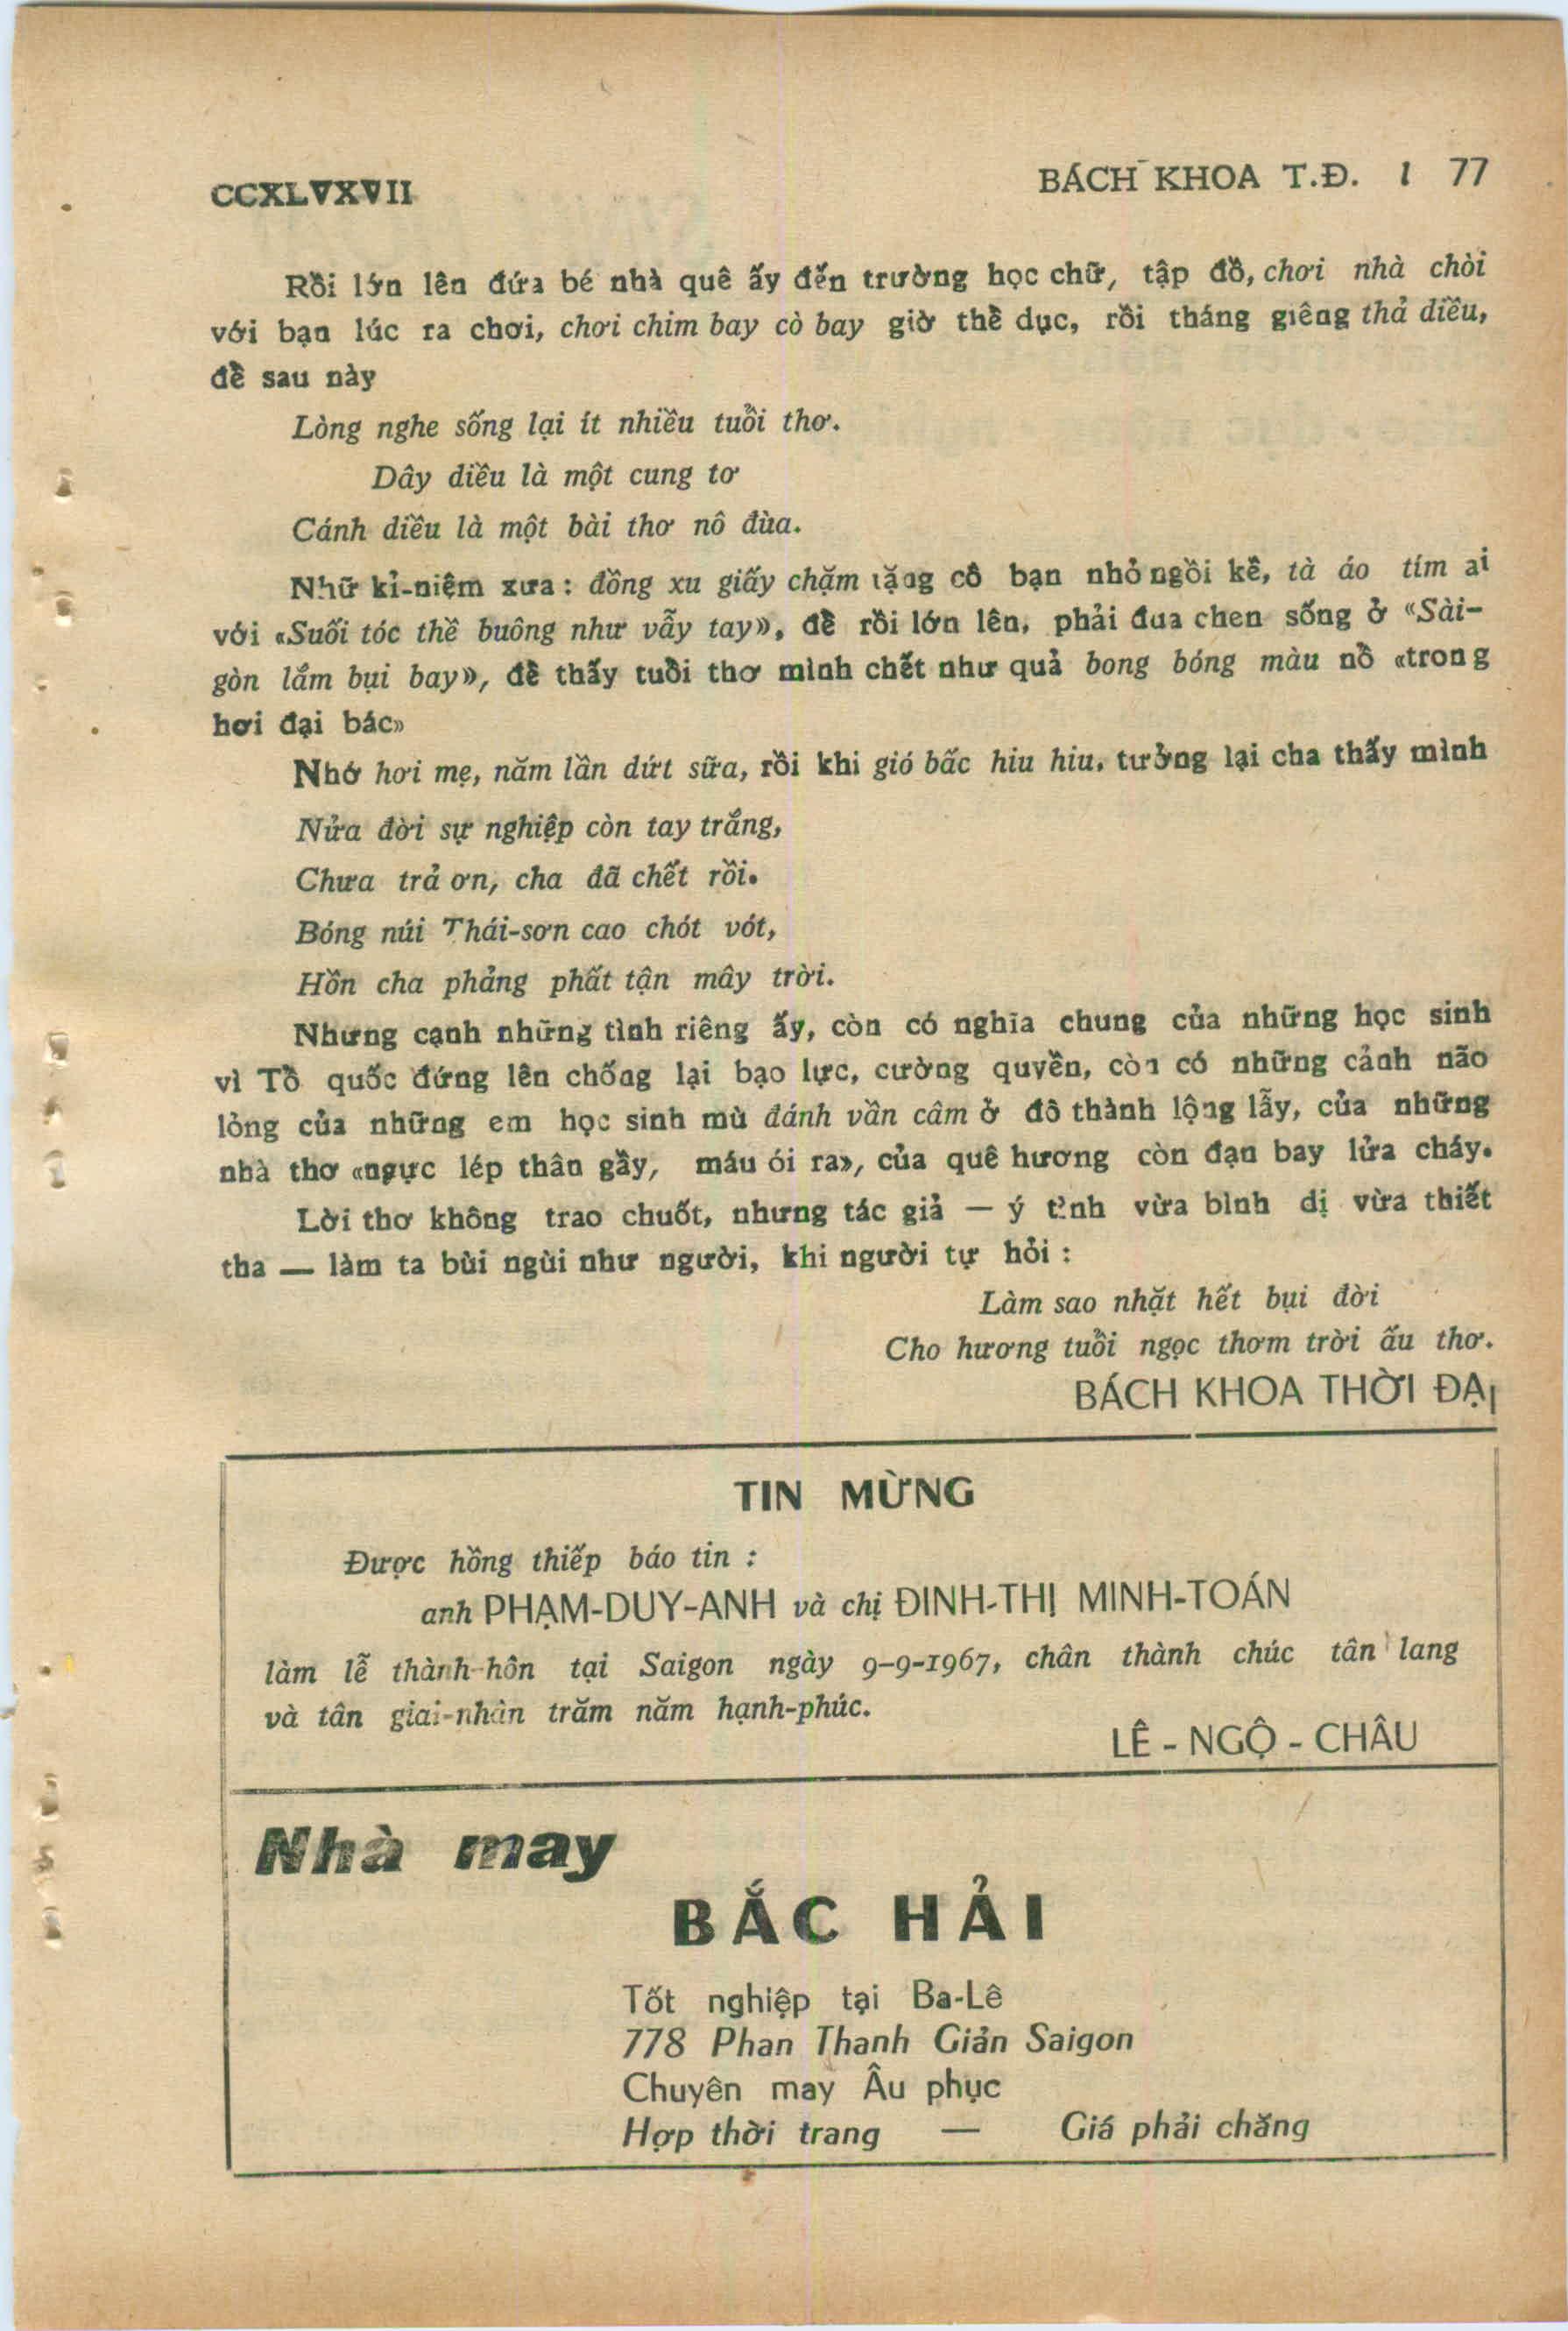 CCXLVXVII
BÁCH KHOA T.Đ. I 77
Rồi lớn lên đứa bé nhà quê ấy đến trường học chữ, tập đồ, chơi nhà chòi
với bạn lúc ra chơi, chơi chim bay cò bay giờ thể dục, rồi tháng giêng thả diều,
để sau này
Lòng nghe sống lại ít nhiều tuổi thơ.
Dây diều là một cung tơ
Cánh diều là một bài thơ nô đùa.
Nhữ kỉ-niệm xưa : đồng xu giấy chặm tặng cô bạn nhỏ ngồi kề, tà áo tím ai
với «Suối tóc thề buông như vẫy tay», để rồi lớn lên, phải đua chen sống ở «Sài-
gòn lắm bụi bay», để thấy tuổi thơ mình chết như quả bong bóng màu nổ «trong
hơi đại bác»
Nhớ hơi mẹ, năm lần dứt sữa, rồi khi gió bấc hiu hiu, tưởng lại cha thấy mình
Nửa đời sự nghiệp còn tay trắng,
Chưa trả ơn, cha đã chết rồi.
Bóng núi Thái-sơn cao chót vót,
Hồn cha phảng phất tận mây trời.
Nhưng cạnh những tình riêng ấy, còn có nghĩa chung của những học sinh
vì Tổ quốc đứng lên chống lại bạo lực, cường quyền, còn có những cảnh não
lỏng của những em học sinh mù đánh vần câm ở đô thành lộng lẫy, của những
nhà thơ «ngực lép thân gầy, máu ói ra», của quê hương còn đạn bay lửa cháy.
Lời thơ không trao chuốt, nhưng tác giả — ý tình vừa bình dị vừa thiết
tha — làm ta bùi ngùi như người, khi người tự hỏi :
Làm sao nhặt hết bụi đời
Cho hương tuổi ngọc thơm trời ấu thơ.
BÁCH KHOA THỜI ĐẠI
TIN MỪNG
Được hồng thiếp báo tin :
anh PHẠM-DUY-ANH và chị ĐINH-THỊ MINH-TOÁN
làm lễ thành-hôn tại Saigon ngày 9-9-1967, chân thành chúc tân lang
và tân giai-nhân trăm năm hạnh-phúc.
LÊ - NGỘ - CHÂU
Nhà may
BẮC HẢI
Tốt nghiệp tại Ba-Lê
778 Phan Thanh Giản Saigon
Chuyên may Âu phục
Hợp thời trang — Giá phải chăng